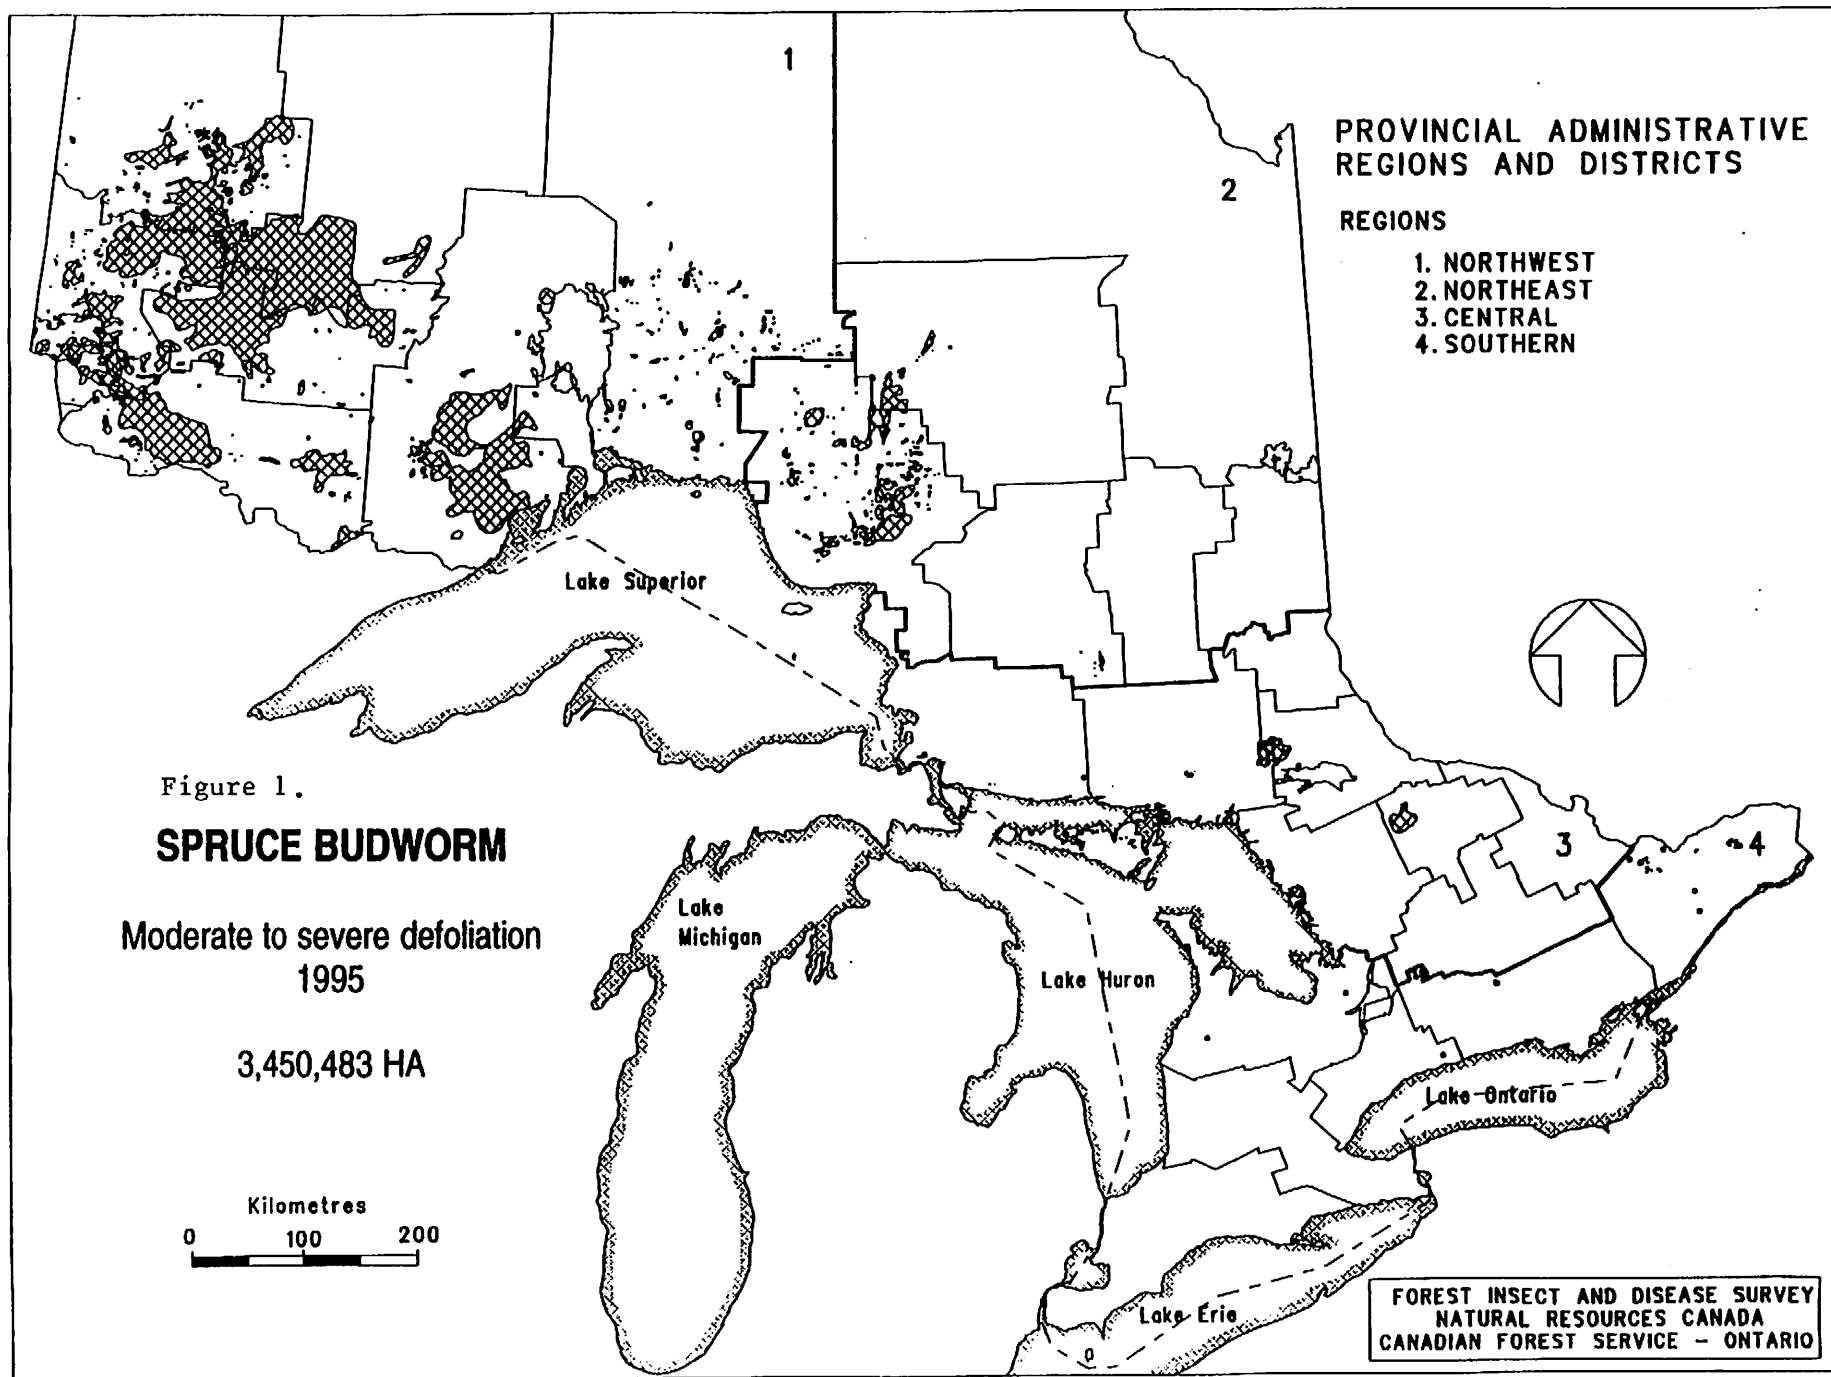 1
PROVINCIAL ADMINISTRATIVE
REGIONS AND DISTRICTS
2
REGIONS
1. NORTHWEST
2. NORTHEAST
3. CENTRAL
4. SOUTHERN
Lake Superior
Figure 1.
SPRUCE BUDWORM
3
4
Moderate to severe defoliation
1995
Lake
Michigan
Lake Huron
3,450,483 HA
Lake Ontario
Kilometres
0 100 200
Lake Erie
FOREST INSECT AND DISEASE SURVEY
NATURAL RESOURCES CANADA
CANADIAN FOREST SERVICE - ONTARIO